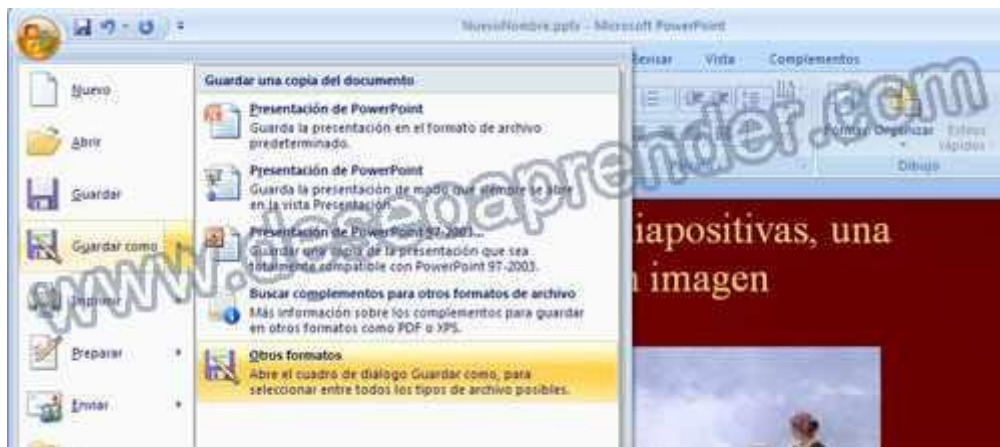 NuevoNombre.pptx - Microsoft PowerPoint
Revisar Vista Complementos
Nuevo
Abrir
Guardar
Guardar como
Imprimir
Preparar
Enviar
Guardar una copia del documento
Presentación de PowerPoint
Guarda la presentación en el formato de archivo
predeterminado.
Presentación de PowerPoint
Guarda la presentación de modo que siempre se abre
en la vista Presentación.
Presentación de PowerPoint 97-2003...
Guardar una copia de la presentación que sea
totalmente compatible con PowerPoint 97-2003.
Buscar complementos para otros formatos de archivo
Más información sobre los complementos para guardar
en otros formatos como PDF o XPS.
Otros formatos
Abre el cuadro de diálogo Guardar como, para
seleccionar entre todos los tipos de archivo posibles.
Formas Organizar Estilos
rápidos
Dibujo
iapositivas, una
imagen
www.deseoaprender.com